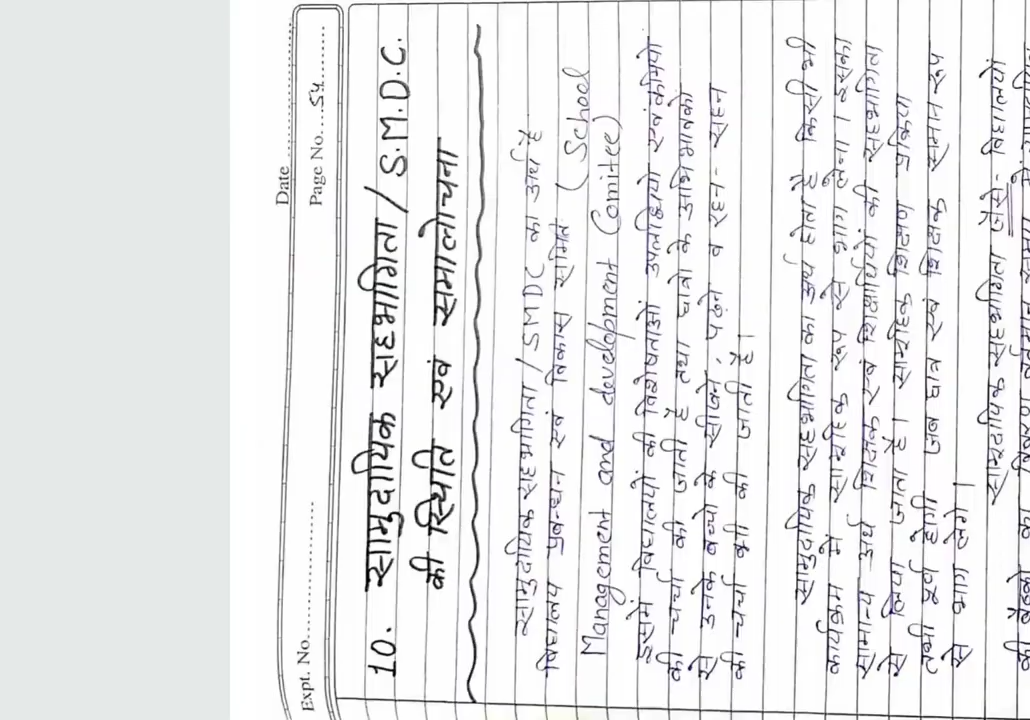 Date
Expt. No.
Page No. 54
10. सामुदायिक सहभागिता / S.M.D.C.
की स्थिति एवं समालोचना
सामुदायिक सहभागिता / SMDC का अर्थ है
विद्यालय प्रबन्धन एवं विकास समिति (School
Management and development Comitee)
इसमें विद्यालयो की विशेषताओं उपलब्धियो एवं कमियो
की चर्चा की जाती है तथा छात्रो के अभिभावको
से उनके बच्चो के सीखने, पढ़ने व रहन - सहन
की चर्चा भी की जाती है।
सामुदायिक सहभागिता का अर्थ होता है किसी भी
कार्यक्रम मे सामूहिक रूप से भाग लेना। इसका
सामान्य अर्थ शिक्षक एवं शिक्षार्थियो की सहभागिता
से लिया जाता है। सामूहिक शिक्षण प्रक्रिया
तभी पूर्ण होगी जब छात्र एवं शिक्षक समान रूप
से भाग लेगे।
सामुदायिक सहभागिता जैसे - विद्यालयो
की बैठको का